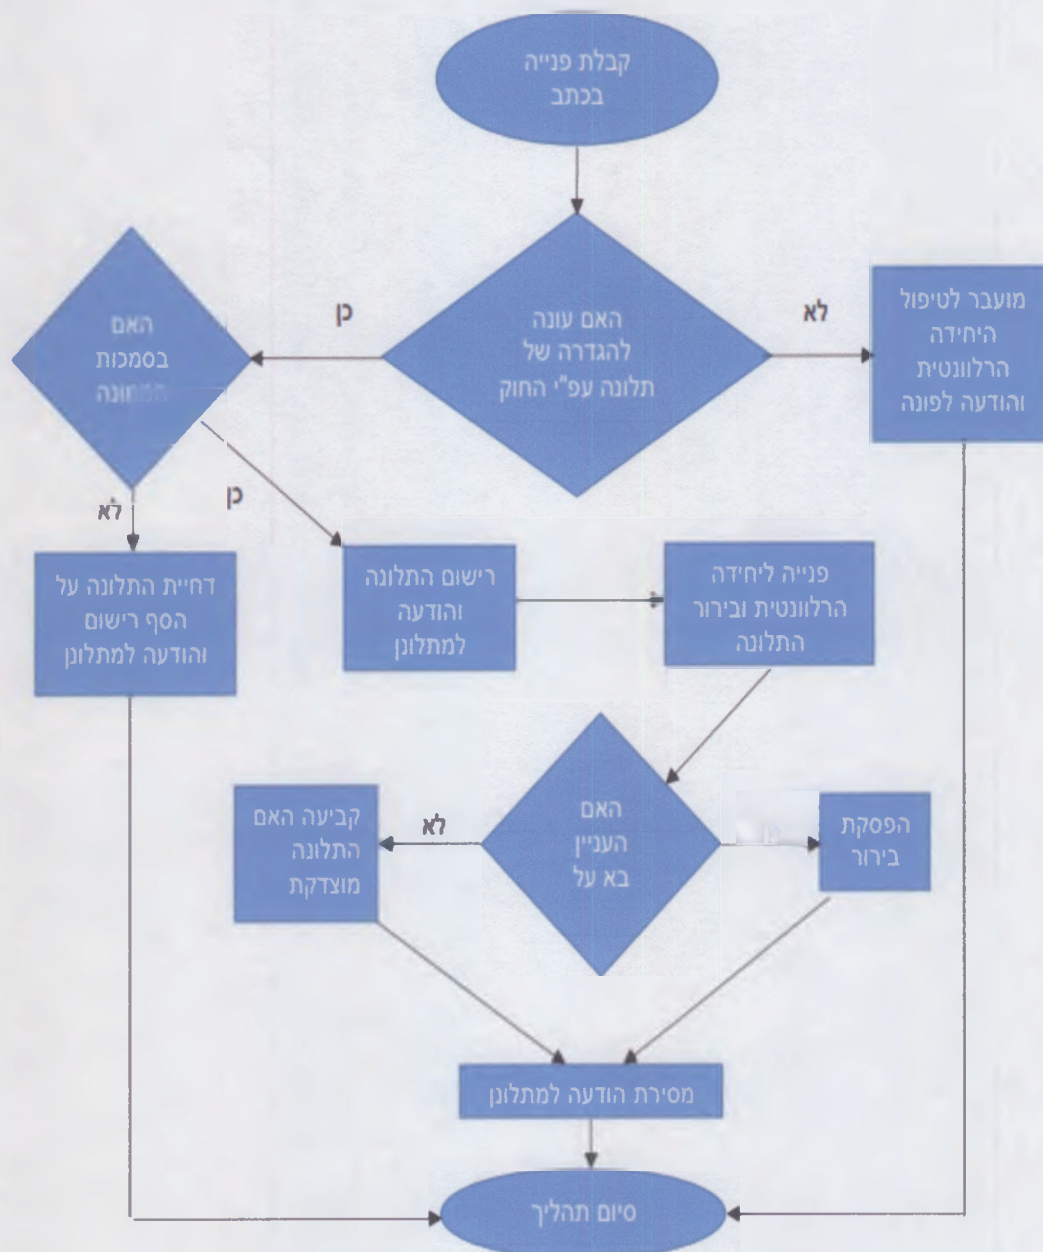 קבלת פנייה
בכתב
האם עונה
להגדרה של
תלונה עפ"י החוק
כן
לא
מועבר לטיפול
היחידה
הרלוונטית
והודעה לפונה
האם
בסמכות
הממונה
לא
כן
דחיית התלונה על
הסף רישום
והודעה למתלונן
רישום התלונה
והודעה
למתלונן
פנייה ליחידה
הרלוונטית ובירור
התלונה
האם
העניין
בא על
לא
הפסקת
בירור
קביעה האם
התלונה
מוצדקת
מסירת הודעה למתלונן
סיום תהליך